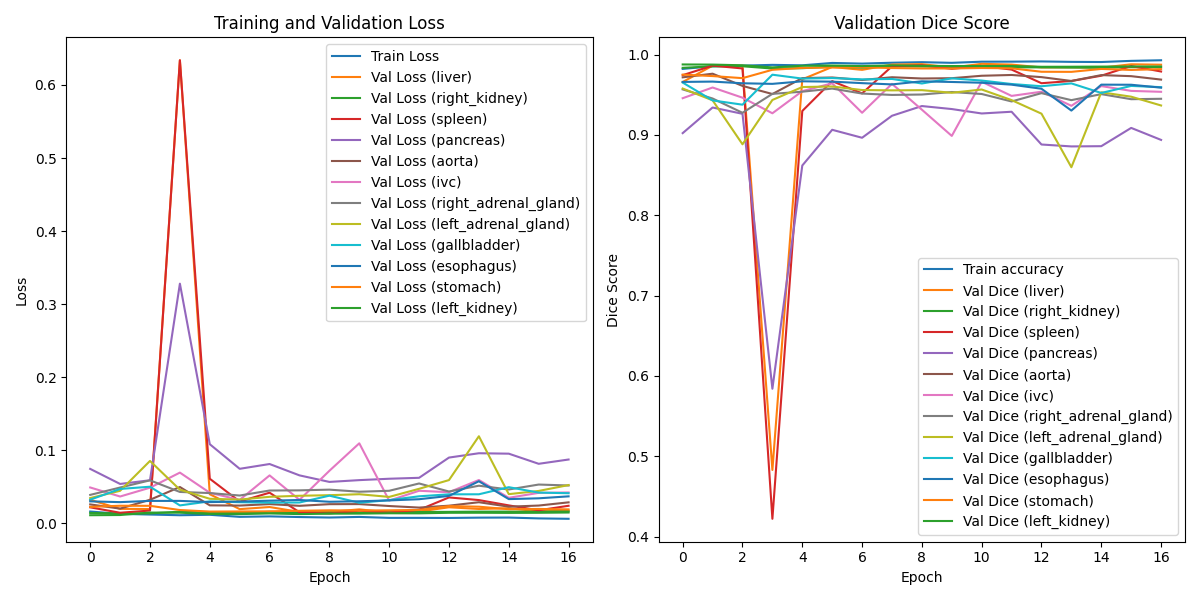 Training and Validation Loss
Loss
0.6
0.5
0.4
0.3
0.2
0.1
0.0
0 2 4 6 8 10 12 14 16
Epoch
Train Loss
Val Loss (liver)
Val Loss (right_kidney)
Val Loss (spleen)
Val Loss (pancreas)
Val Loss (aorta)
Val Loss (ivc)
Val Loss (right_adrenal_gland)
Val Loss (left_adrenal_gland)
Val Loss (gallbladder)
Val Loss (esophagus)
Val Loss (stomach)
Val Loss (left_kidney)
Validation Dice Score
Dice Score
1.0
0.9
0.8
0.7
0.6
0.5
0.4
0 2 4 6 8 10 12 14 16
Epoch
Train accuracy
Val Dice (liver)
Val Dice (right_kidney)
Val Dice (spleen)
Val Dice (pancreas)
Val Dice (aorta)
Val Dice (ivc)
Val Dice (right_adrenal_gland)
Val Dice (left_adrenal_gland)
Val Dice (gallbladder)
Val Dice (esophagus)
Val Dice (stomach)
Val Dice (left_kidney)